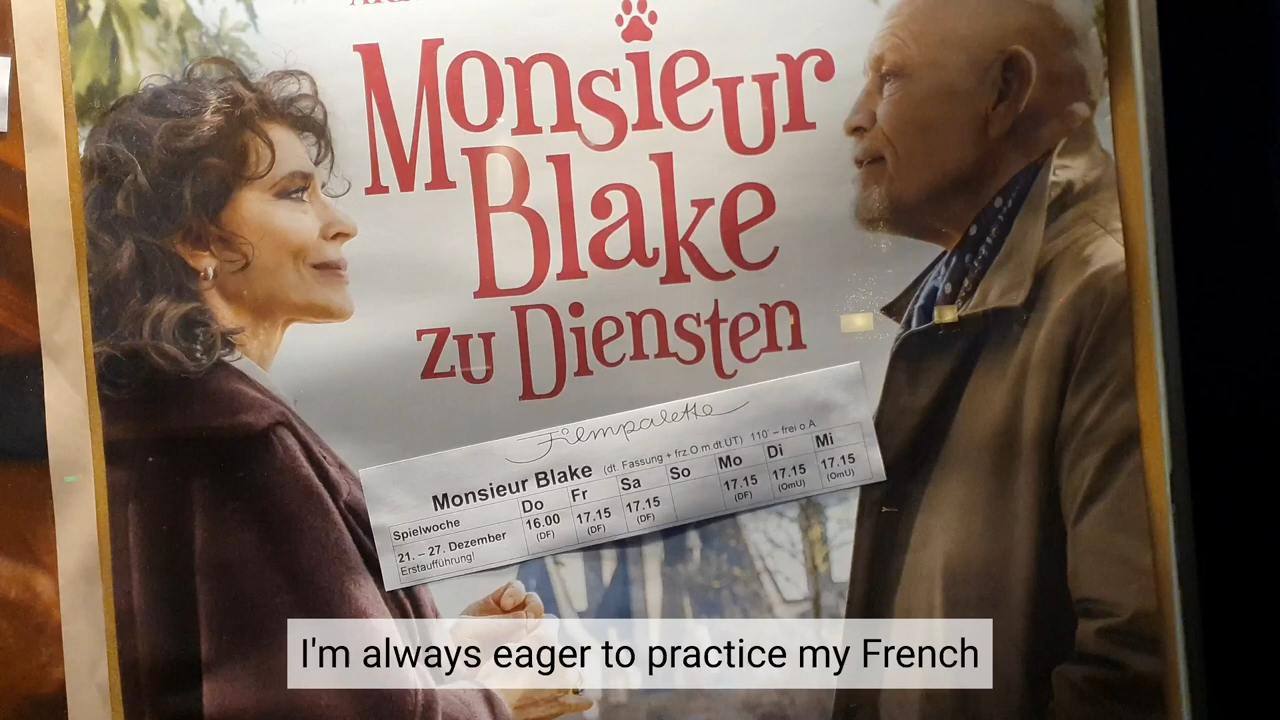 Monsieur
Blake
zu Diensten
Filmpalette
Monsieur Blake (dt. Fassung + frz.O.m.dt.UT) 110' – frei o.A.
Spielwoche Do Fr Sa So Mo Di Mi
21. – 27. Dezember 16.00 17.15 17.15 17.15 17.15 17.15
Erstaufführung! (DF) (DF) (DF) (DF) (OmU) (OmU)
I'm always eager to practice my French